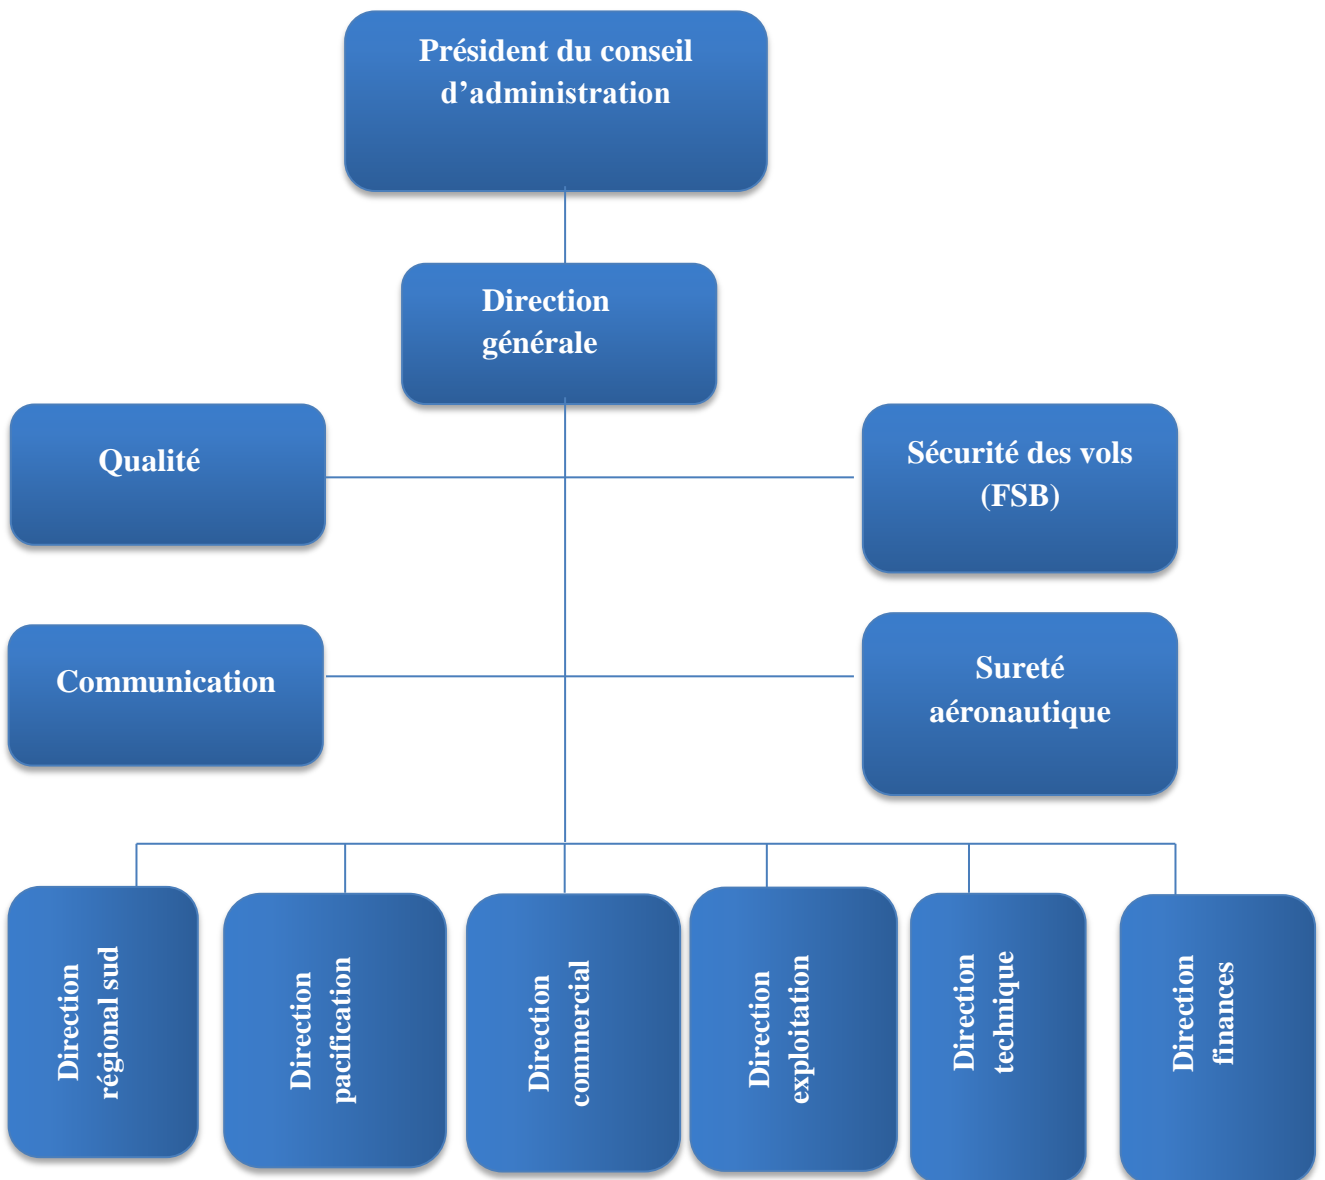 Président du conseil
d’administration
Direction
générale
Qualité
Sécurité des vols
(FSB)
Communication
Sureté
aéronautique
Direction
régional sud
Direction
pacification
Direction
commercial
Direction
exploitation
Direction
technique
Direction
finances